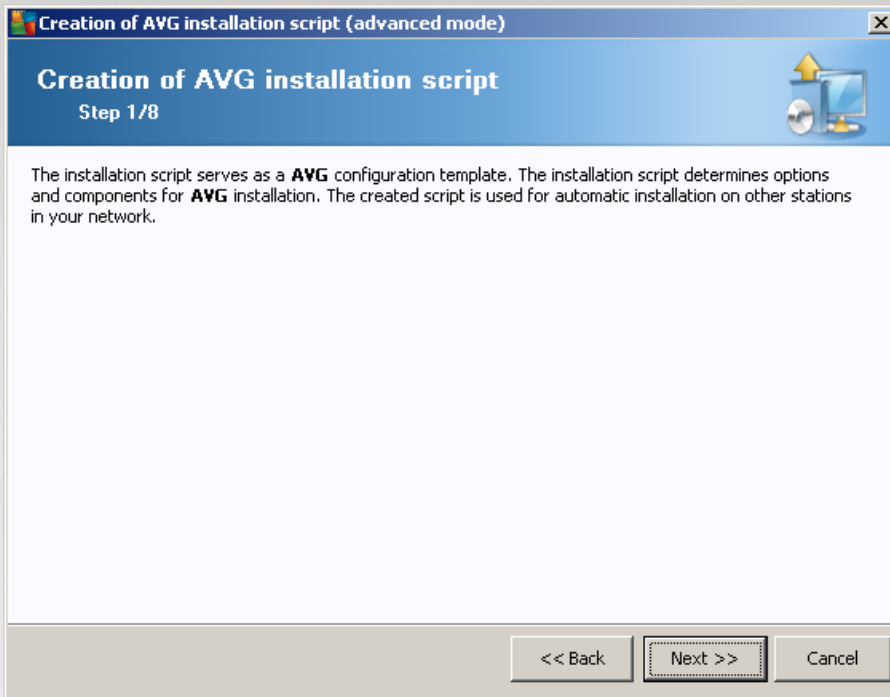 Creation of AVG installation script (advanced mode)
Creation of AVG installation script
Step 1/8
The installation script serves as a AVG configuration template. The installation script determines options
and components for AVG installation. The created script is used for automatic installation on other stations
in your network.
<< Back Next >> Cancel